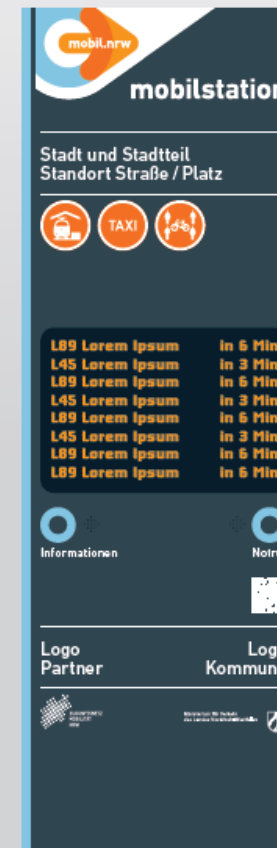 mobil.nrw
mobilstation
Stadt und Stadtteil
Standort Straße / Platz
TAXI
L89 Lorem Ipsum in 6 Min
L45 Lorem Ipsum in 3 Min
L89 Lorem Ipsum in 6 Min
L45 Lorem Ipsum in 3 Min
L89 Lorem Ipsum in 6 Min
L45 Lorem Ipsum in 3 Min
L89 Lorem Ipsum in 6 Min
L89 Lorem Ipsum in 6 Min
Informationen Notr
Logo Log
Partner Kommun